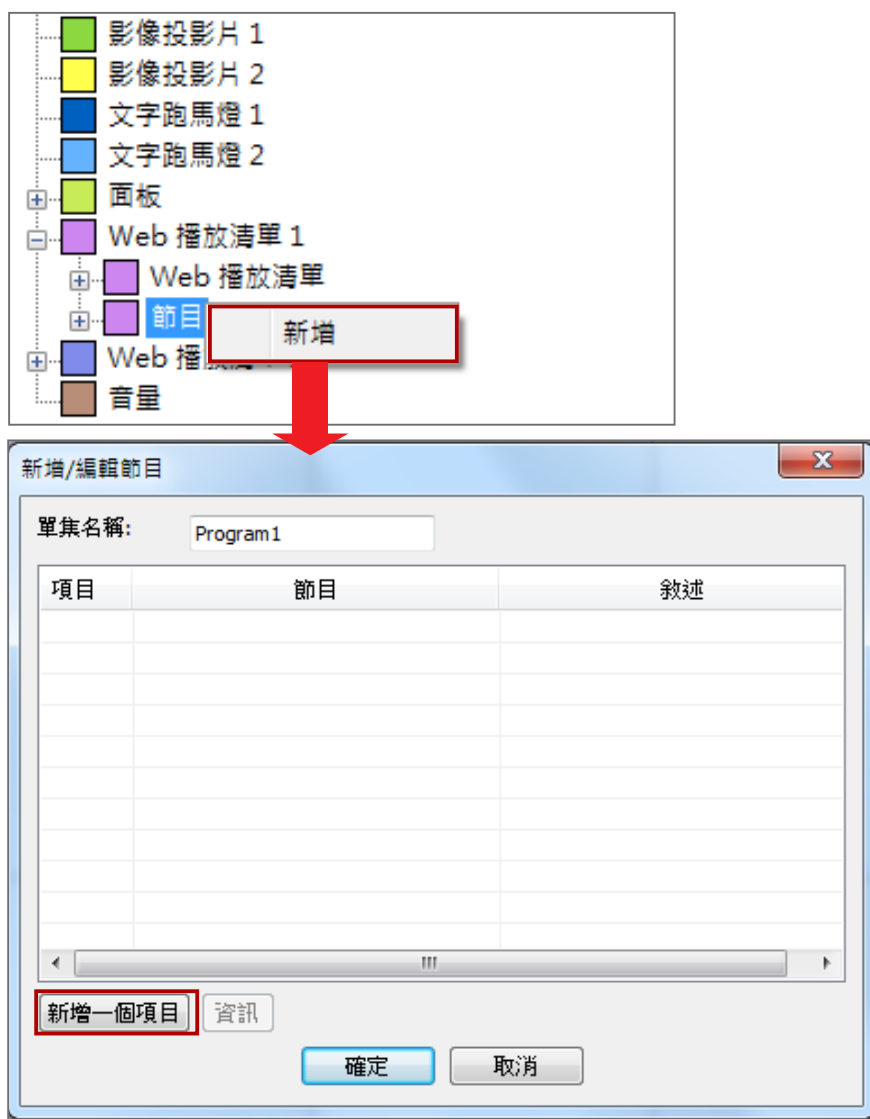 影像投影片 1
影像投影片 2
文字跑馬燈 1
文字跑馬燈 2
面板
Web 播放清單 1
Web 播放清單
節目
新增
Web 播
音量
新增/編輯節目
單集名稱:
Program1
項目 節目 敘述
新增一個項目 資訊
確定 取消